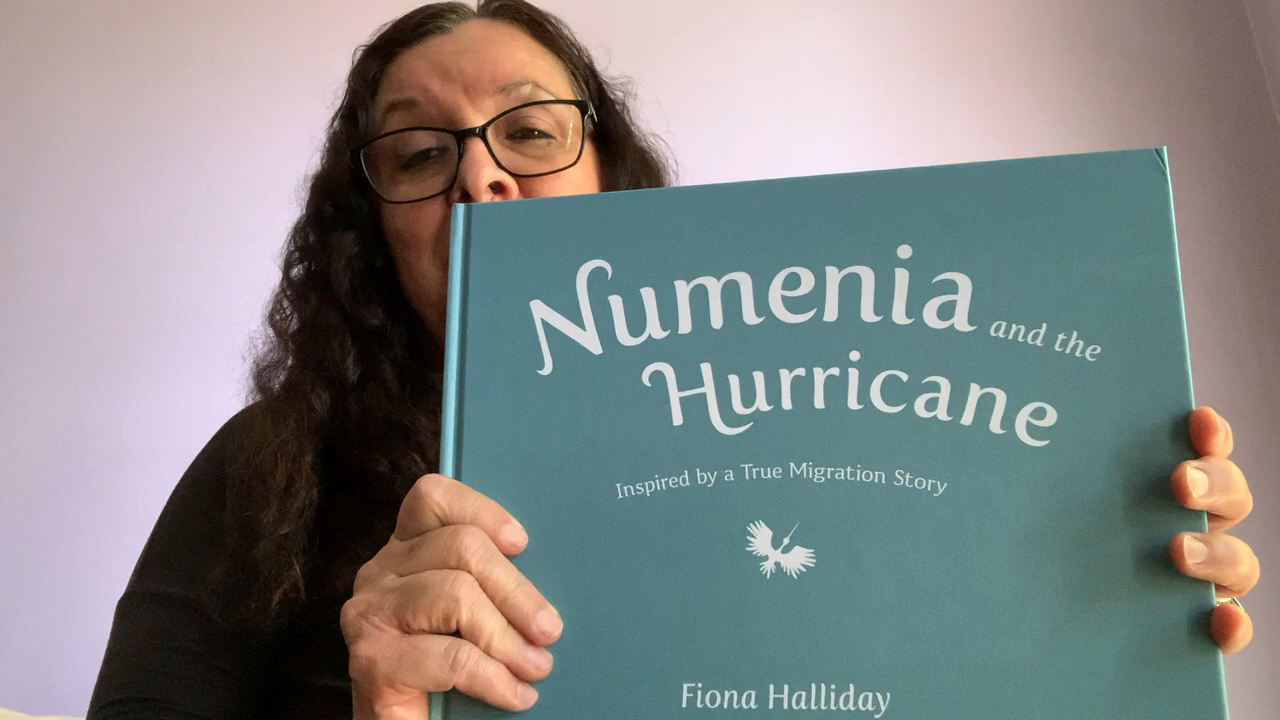 Numenia and the
Hurricane
Inspired by a True Migration Story
Fiona Halliday